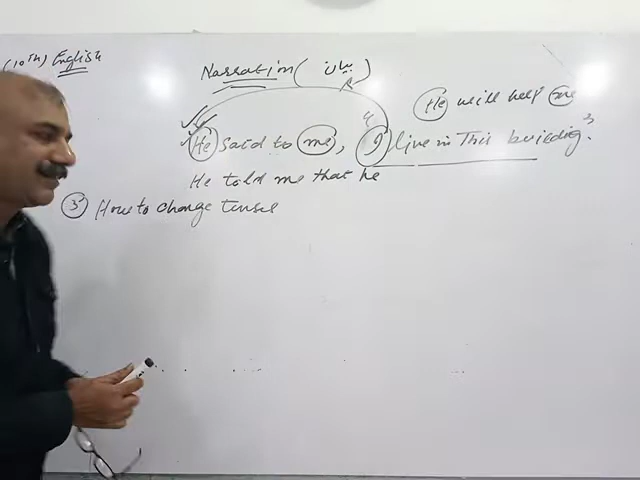 (10TH) English
Narration (بیان)
He will help me
He said to me, "I live in This building."
He told me that he
③ How to change tense